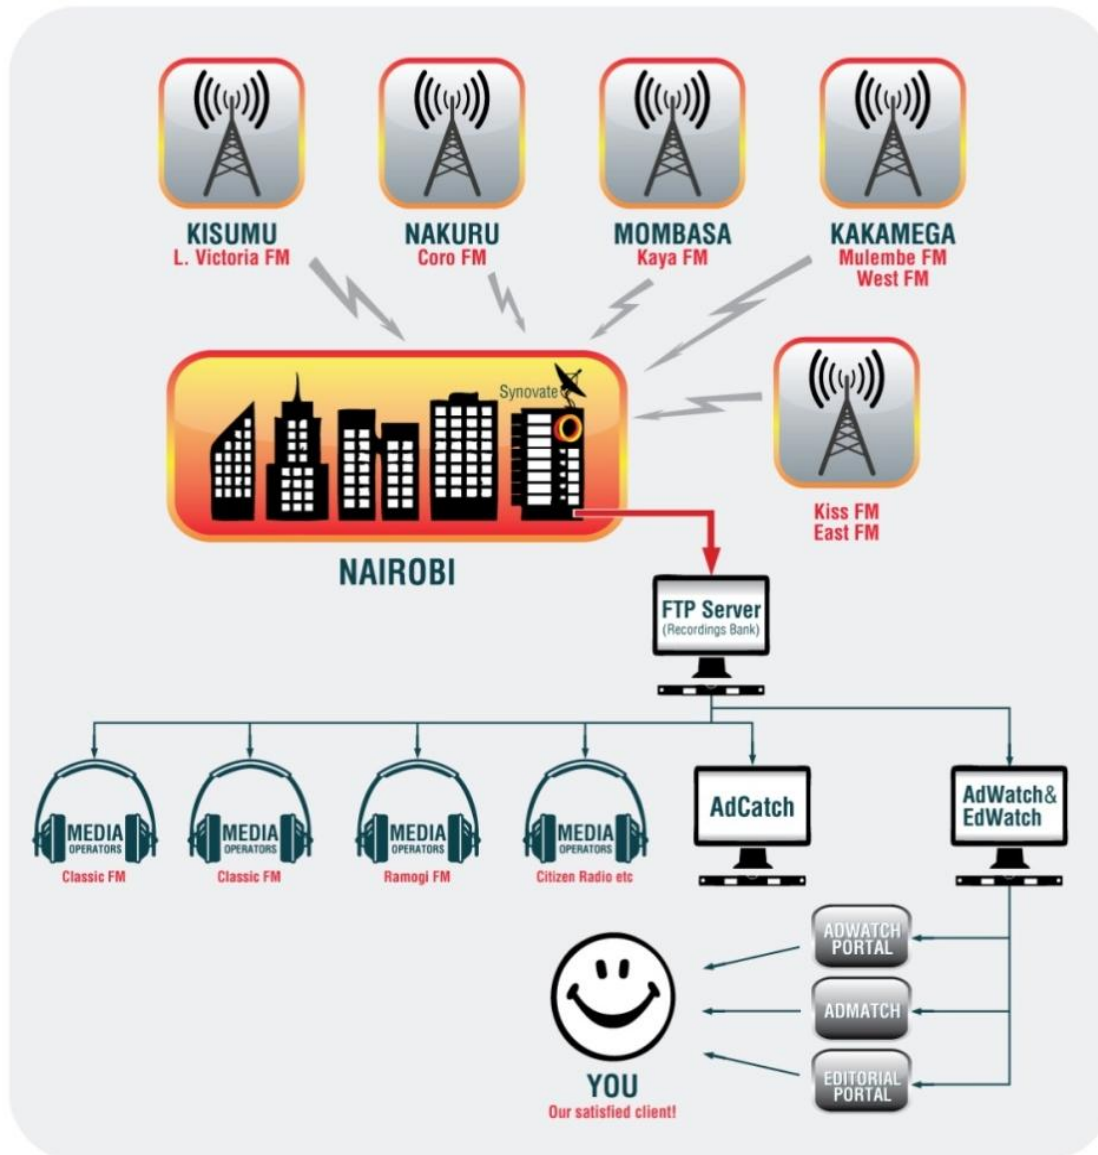 KISUMU
L. Victoria FM
NAKURU
Coro FM
MOMBASA
Kaya FM
KAKAMEGA
Mulembe FM
West FM
Synovate
Kiss FM
East FM
NAIROBI
FTP Server
(Recordings Bank)
MEDIA
OPERATORS
Classic FM
MEDIA
OPERATORS
Classic FM
MEDIA
OPERATORS
Ramogi FM
MEDIA
OPERATORS
Citizen Radio etc
AdCatch
AdWatch&
EdWatch
ADWATCH
PORTAL
ADMATCH
EDITORIAL
PORTAL
YOU
Our satisfied client!